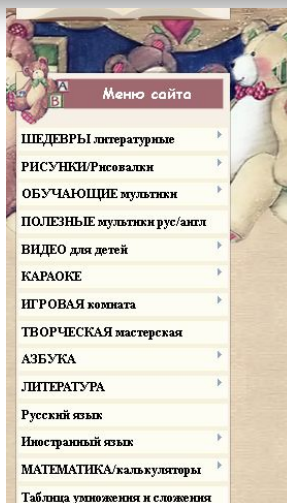 A
B
Меню сайта
ШЕДЕВРЫ литературные
РИСУНКИ/Рисовалки
ОБУЧАЮЩИЕ мультики
ПОЛЕЗНЫЕ мультики рус/англ
ВИДЕО для детей
КАРАОКЕ
ИГРОВАЯ комната
ТВОРЧЕСКАЯ мастерская
АЗБУКА
ЛИТЕРАТУРА
Русский язык
Иностранный язык
МАТЕМАТИКА/калькуляторы
Таблица умножения и сложения